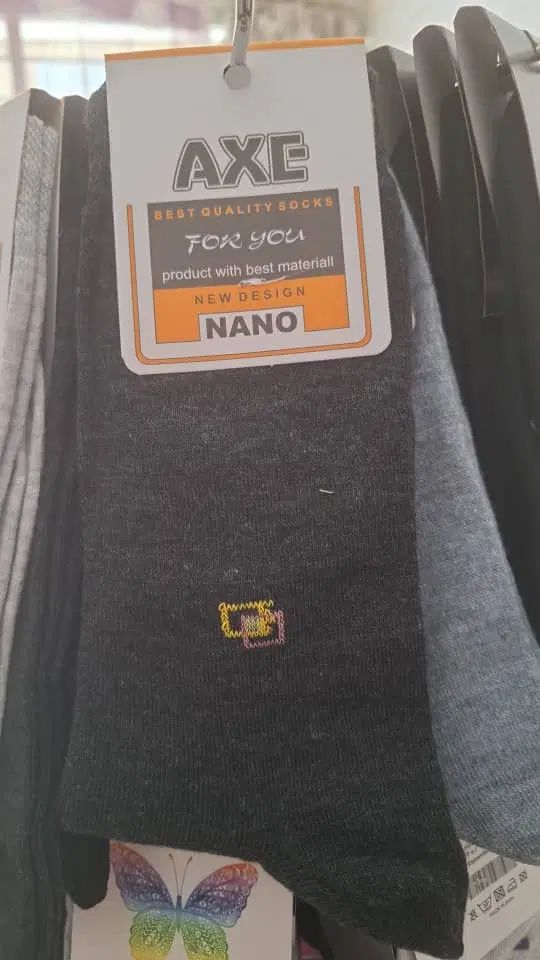 AXE
BEST QUALITY SOCKS
FOR YOU
product with best materiall
NEW DESIGN
NANO